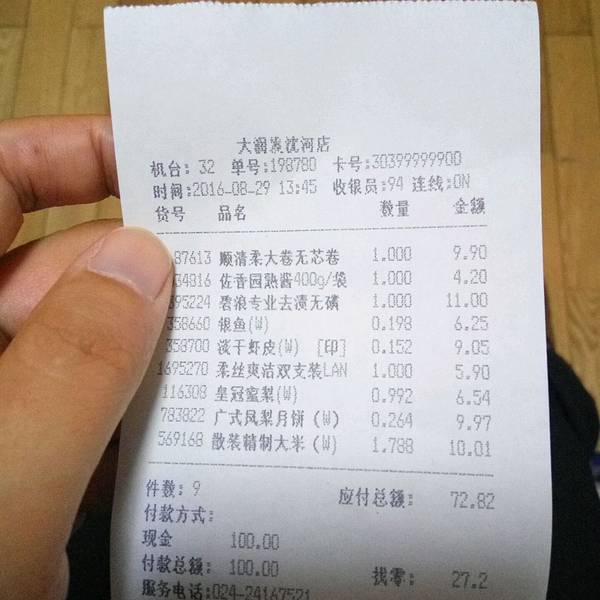 大润发沈河店
机台: 32 单号:198780 卡号:30399999900
时间:2016-08-29 13:45 收银员:94 连线:ON
货号 品名 数量 金额
87613 顺清柔大卷无芯卷 1.000 9.90
34816 佐香园熟酱400g/袋 1.000 4.20
395224 碧浪专业去渍无磷 1.000 11.00
358660 银鱼(W) 0.198 6.25
358700 淡干虾皮(W) [印] 0.152 9.05
1695270 柔丝爽洁双支装LAN 1.000 5.90
116308 皇冠蜜梨(W) 0.992 6.54
783822 广式凤梨月饼(W) 0.264 9.97
569168 散装精制大米(W) 1.788 10.01
件数: 9 应付总额: 72.82
付款方式:
现金 100.00
付款总额: 100.00 找零: 27.2
服务电话:024-24167521